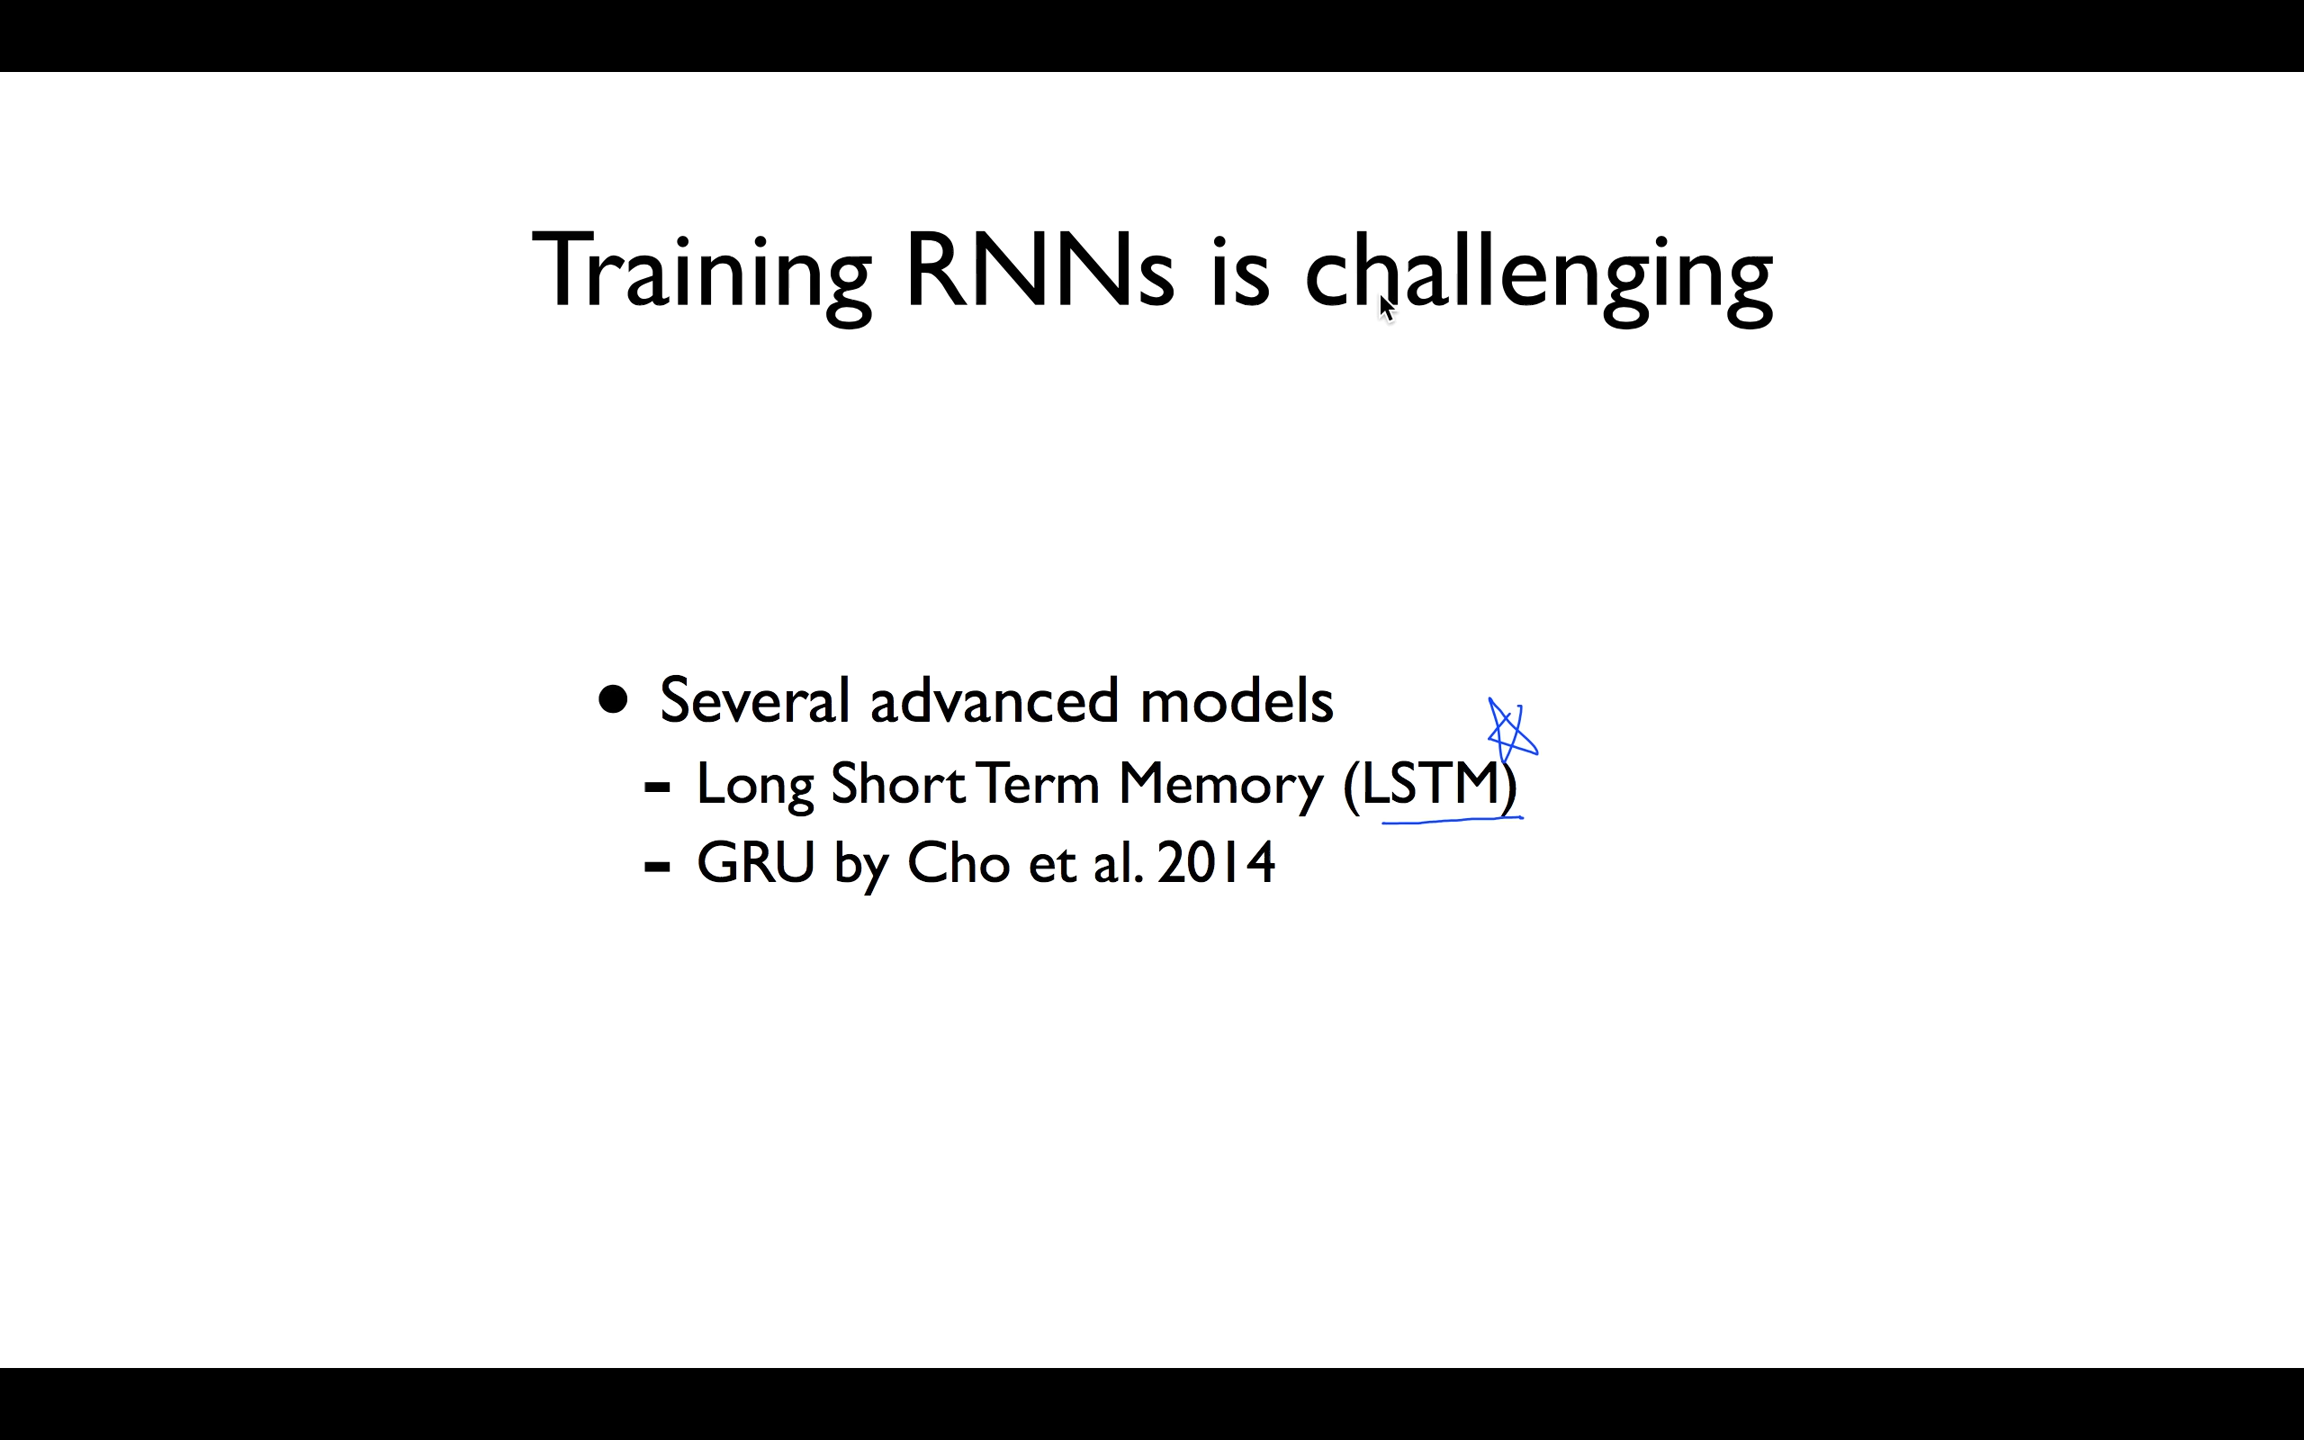 Training RNNs is challenging
• Several advanced models
- Long Short Term Memory (LSTM)
- GRU by Cho et al. 2014